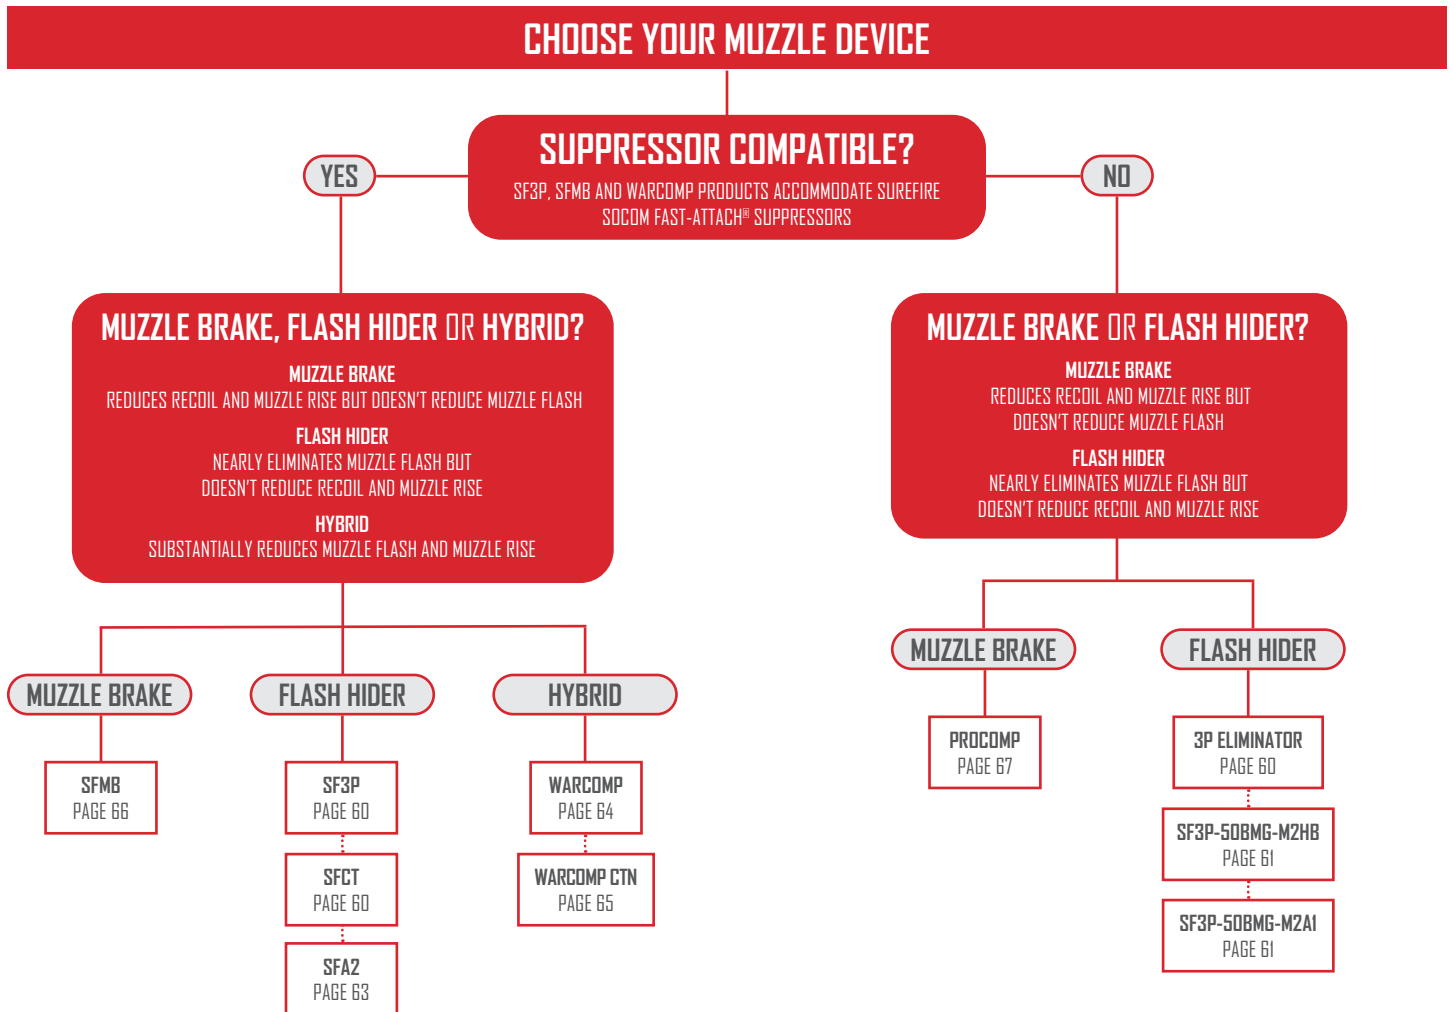 CHOOSE YOUR MUZZLE DEVICE
SUPPRESSOR COMPATIBLE?
SF3P, SFMB AND WARCOMP PRODUCTS ACCOMMODATE SUREFIRE
SOCOM FAST-ATTACH® SUPPRESSORS
YES
NO
MUZZLE BRAKE, FLASH HIDER OR HYBRID?
MUZZLE BRAKE
REDUCES RECOIL AND MUZZLE RISE BUT DOESN'T REDUCE MUZZLE FLASH
FLASH HIDER
NEARLY ELIMINATES MUZZLE FLASH BUT
DOESN'T REDUCE RECOIL AND MUZZLE RISE
HYBRID
SUBSTANTIALLY REDUCES MUZZLE FLASH AND MUZZLE RISE
MUZZLE BRAKE OR FLASH HIDER?
MUZZLE BRAKE
REDUCES RECOIL AND MUZZLE RISE BUT
DOESN'T REDUCE MUZZLE FLASH
FLASH HIDER
NEARLY ELIMINATES MUZZLE FLASH BUT
DOESN'T REDUCE RECOIL AND MUZZLE RISE
MUZZLE BRAKE
SFMB
PAGE 66
FLASH HIDER
SF3P
PAGE 60
SFCT
PAGE 60
SFA2
PAGE 63
HYBRID
WARCOMP
PAGE 64
WARCOMP CTN
PAGE 65
MUZZLE BRAKE
PROCOMP
PAGE 67
FLASH HIDER
3P ELIMINATOR
PAGE 60
SF3P-50BMG-M2HB
PAGE 61
SF3P-50BMG-M2A1
PAGE 61